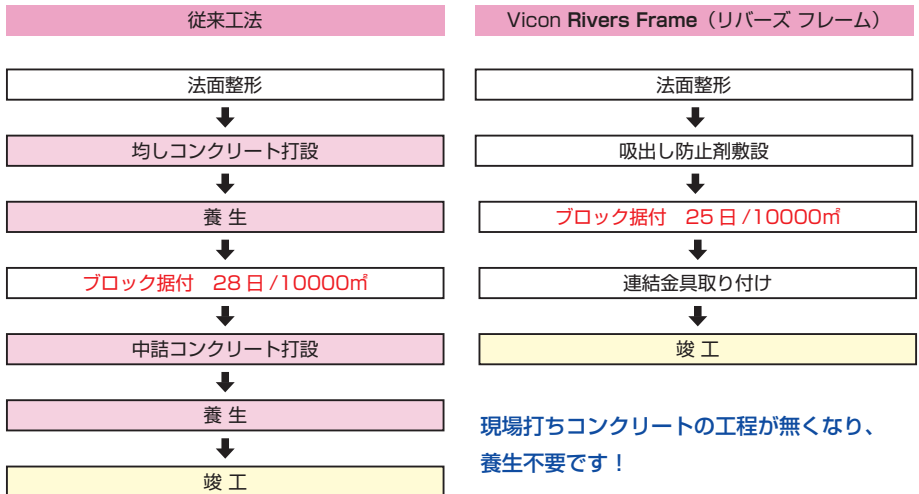 従来工法
法面整形
均しコンクリート打設
養 生
ブロック据付　28日/10000㎡
中詰コンクリート打設
養 生
竣 工
Vicon Rivers Frame（リバーズ フレーム）
法面整形
吸出し防止剤敷設
ブロック据付　25日/10000㎡
連結金具取り付け
竣 工
現場打ちコンクリートの工程が無くなり、
養生不要です！